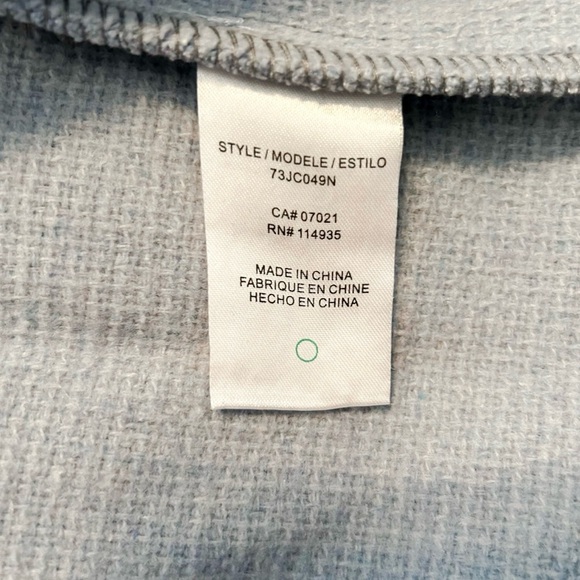 STYLE / MODELE / ESTILO
73JC049N
CA# 07021
RN# 114935
MADE IN CHINA
FABRIQUE EN CHINE
HECHO EN CHINA